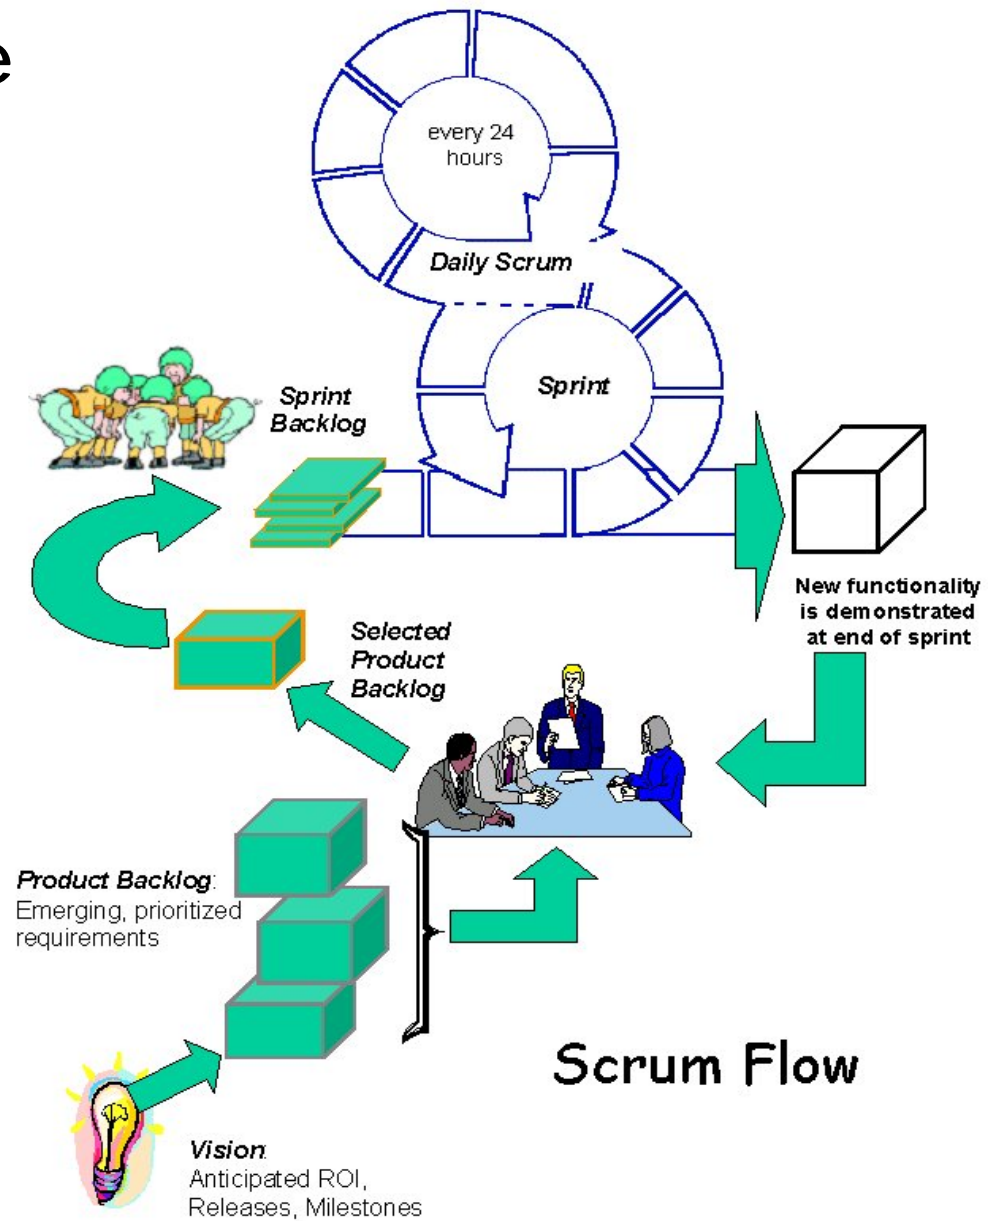 e
every 24
hours
Daily Scrum
Sprint
Sprint
Backlog
New functionality
is demonstrated
at end of sprint
Selected
Product
Backlog
Product Backlog:
Emerging, prioritized
requirements
Scrum Flow
Vision:
Anticipated ROI,
Releases, Milestones